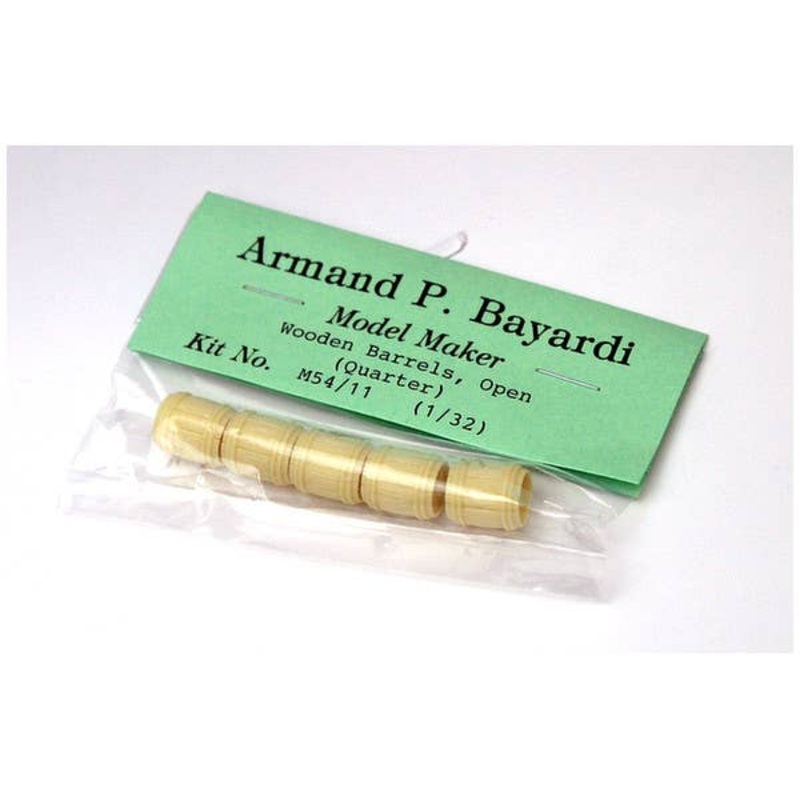 Armand P. Bayardi
Model Maker
Wooden Barrels, Open
(Quarter)
Kit No. M54/11 (1/32)